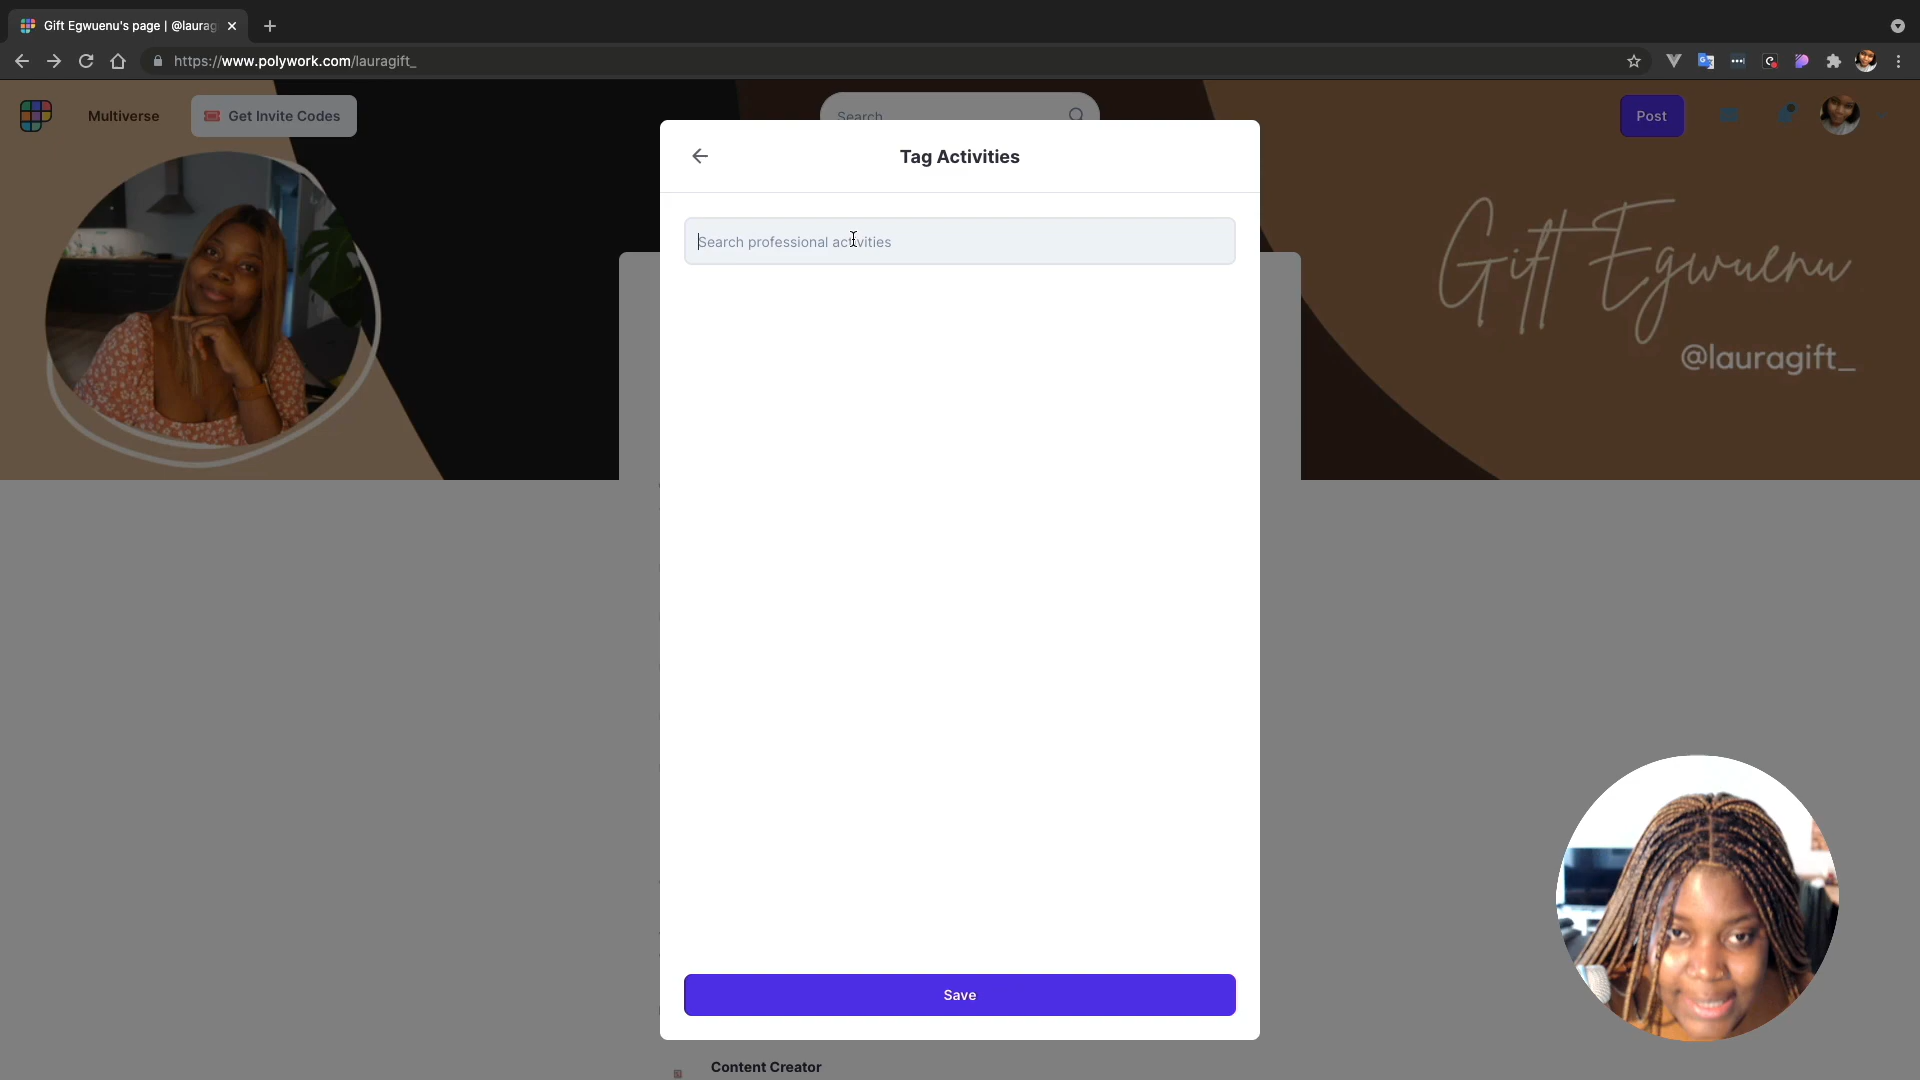 Gift Egwuenu's page | @laurag
https://www.polywork.com/lauragift_
Multiverse
Get Invite Codes
Search
Post
Tag Activities
Search professional activities
Gift Egwuenu
@lauragift_
Save
Content Creator